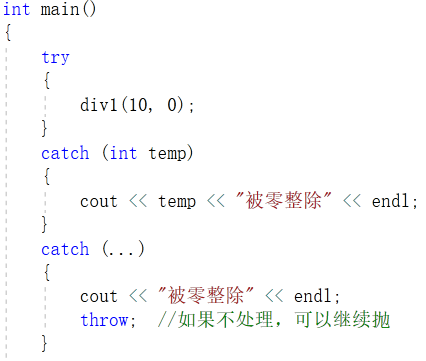 int main()
{
    try
    {
        div1(10, 0);
    }
    catch (int temp)
    {
        cout << temp << "被零整除" << endl;
    }
    catch (...)
    {
        cout << "被零整除" << endl;
        throw;  //如果不处理，可以继续抛
    }